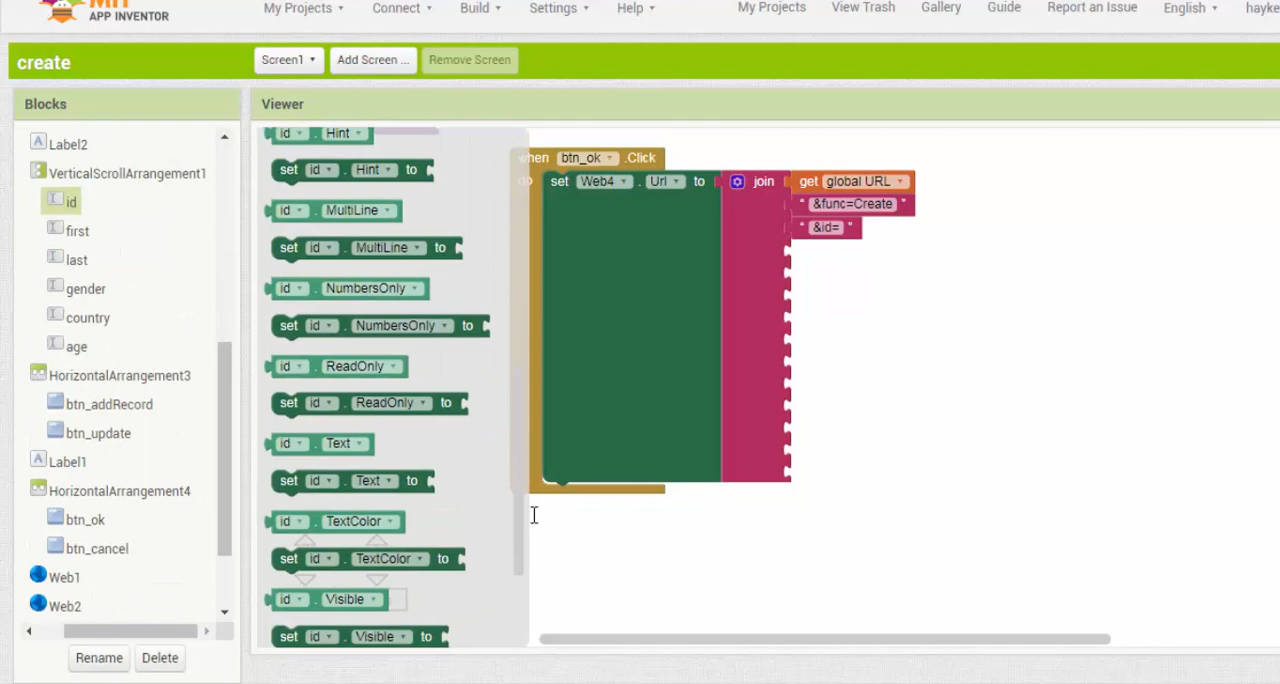 MIT
APP INVENTOR
My Projects Connect Build Settings Help My Projects View Trash Gallery Guide Report an Issue English hayke
create Screen1 Add Screen ... Remove Screen
Blocks Viewer
Label2
VerticalScrollArrangement1
id
first
last
gender
country
age
HorizontalArrangement3
btn_addRecord
btn_update
Label1
HorizontalArrangement4
btn_ok
btn_cancel
Web1
Web2
Rename Delete
id . Hint
set id . Hint to
id . MultiLine
set id . MultiLine to
id . NumbersOnly
set id . NumbersOnly to
id . ReadOnly
set id . ReadOnly to
id . Text
set id . Text to
id . TextColor
set id . TextColor to
id . Visible
set id . Visible to
when btn_ok .Click
do set Web4 . Url to join get global URL
“ &func=Create ”
“ &id= ”